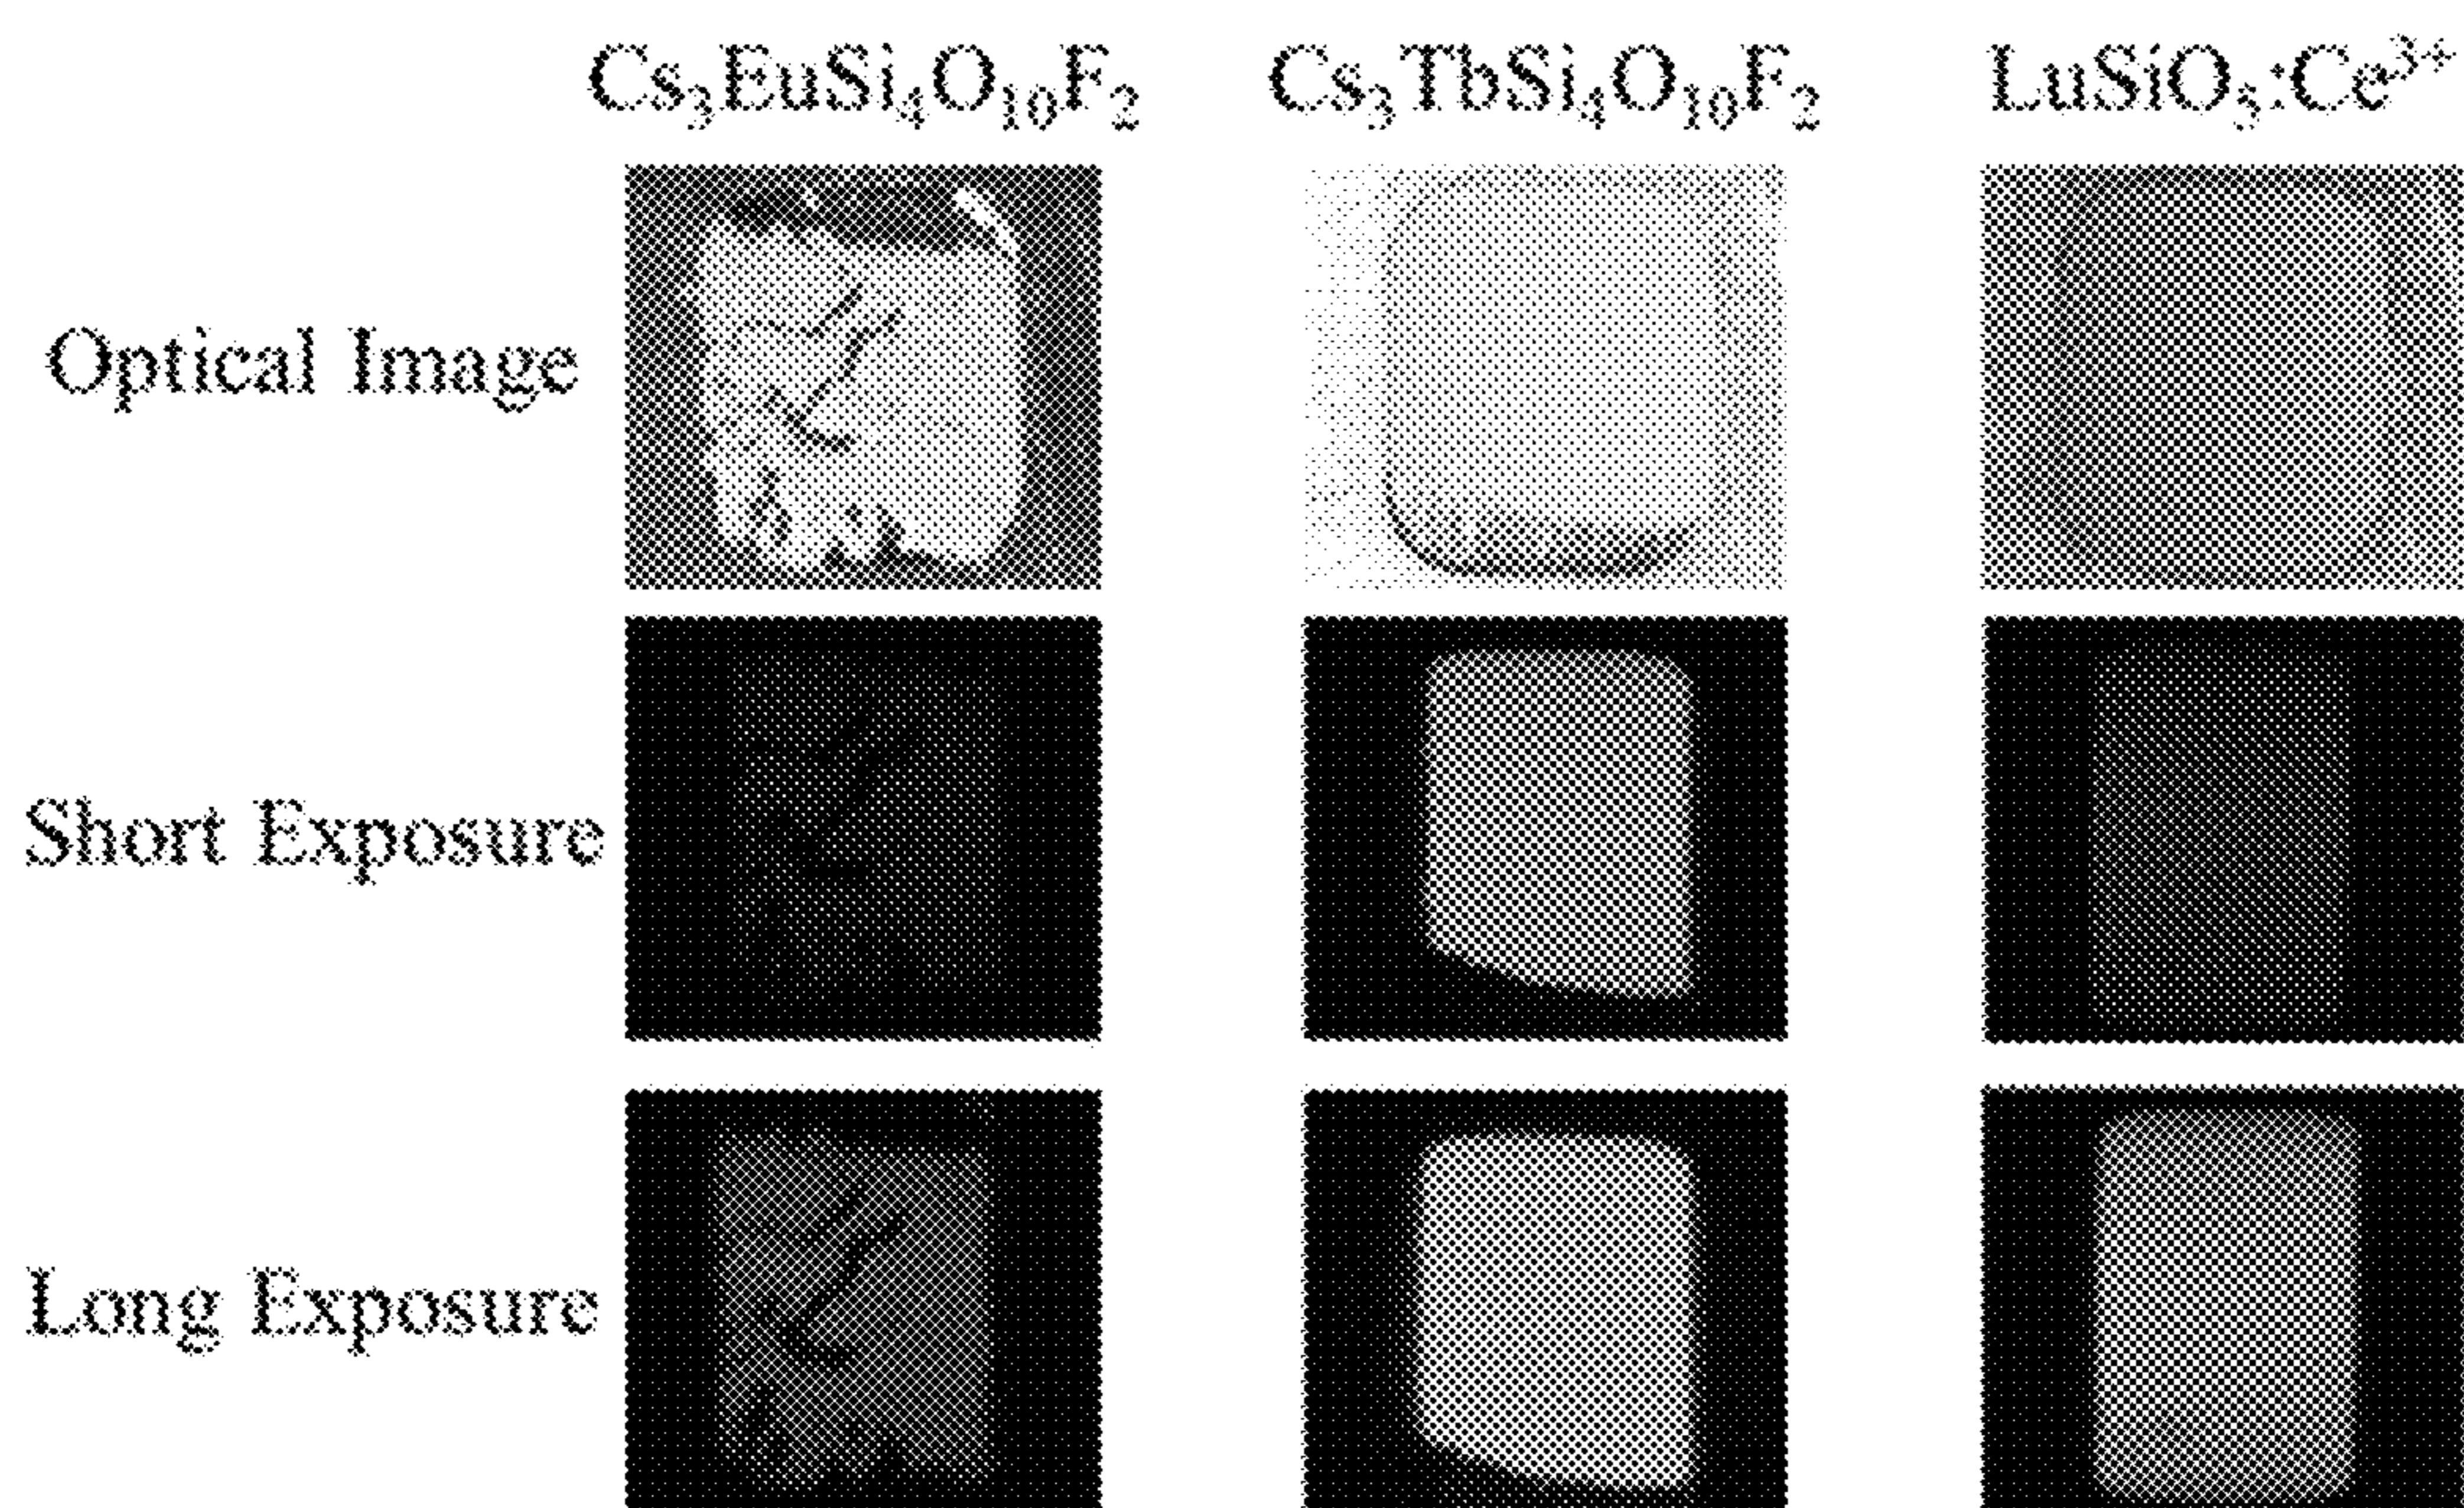 Cs₃EuSi₄O₁₀F₂ Cs₃TbSi₄O₁₀F₂ LuSiO₅:Ce³⁺
Optical Image
Short Exposure
Long Exposure